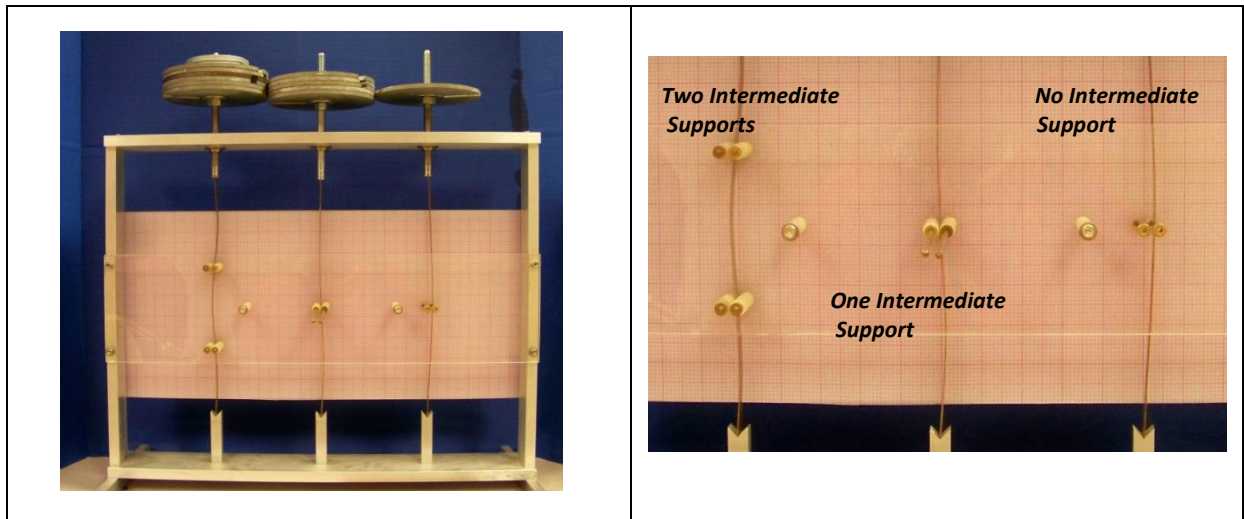 Two Intermediate
Supports
No Intermediate
Support
One Intermediate
Support